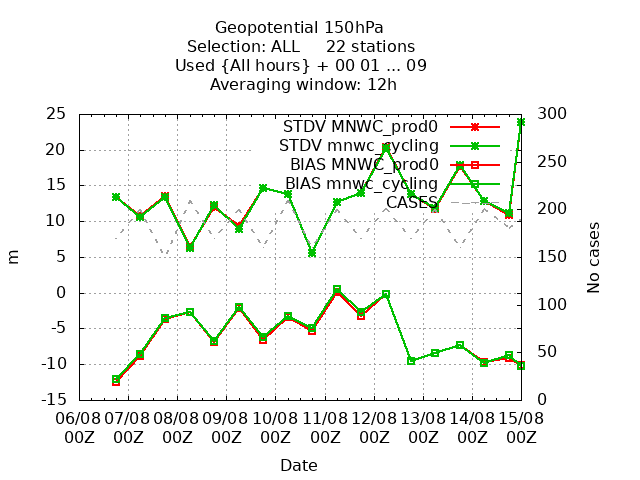 Geopotential 150hPa
Selection: ALL     22 stations
Used {All hours} + 00 01 ... 09
Averaging window: 12h
STDV MNWC_prod0
STDV mnwc_cycling
BIAS MNWC_prod0
BIAS mnwc_cycling
CASES
25
20
15
10
5
0
-5
-10
-15
m
300
250
200
150
100
50
0
No cases
06/08 07/08 08/08 09/08 10/08 11/08 12/08 13/08 14/08 15/08
00Z 00Z 00Z 00Z 00Z 00Z 00Z 00Z 00Z 00Z
Date